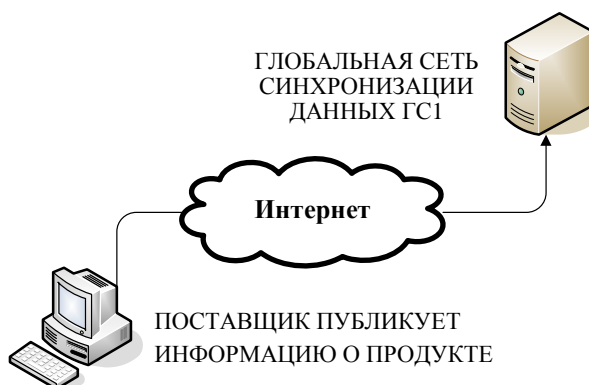 ГЛОБАЛЬНАЯ СЕТЬ
СИНХРОНИЗАЦИИ
ДАННЫХ ГС1
Интернет
ПОСТАВЩИК ПУБЛИКУЕТ
ИНФОРМАЦИЮ О ПРОДУКТЕ